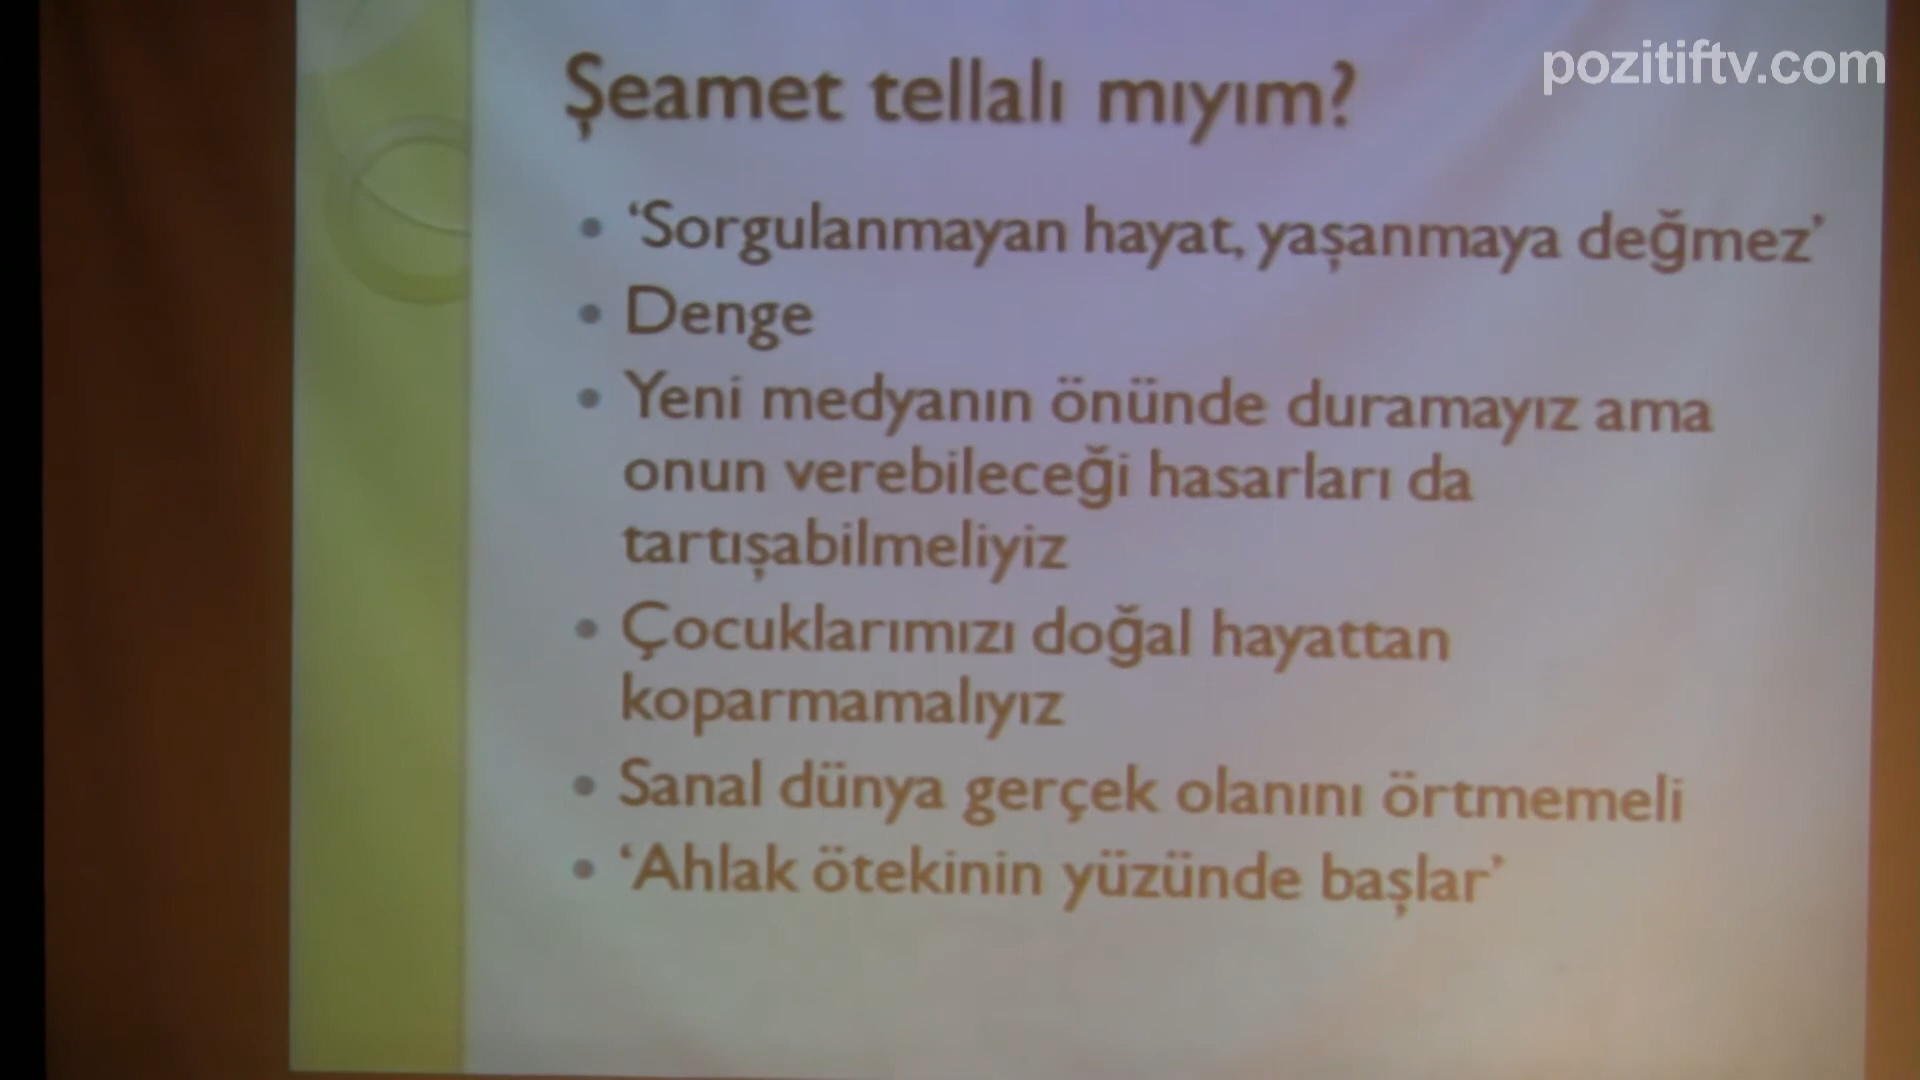 pozitiftv.com
Şeamet tellalı mıyım?
• ‘Sorgulanmayan hayat, yaşanmaya değmez’
• Denge
• Yeni medyanın önünde duramayız ama
onun verebileceği hasarları da
tartışabilmeliyiz
• Çocuklarımızı doğal hayattan
koparmamalıyız
• Sanal dünya gerçek olanını örtmemeli
• ‘Ahlak ötekinin yüzünde başlar’